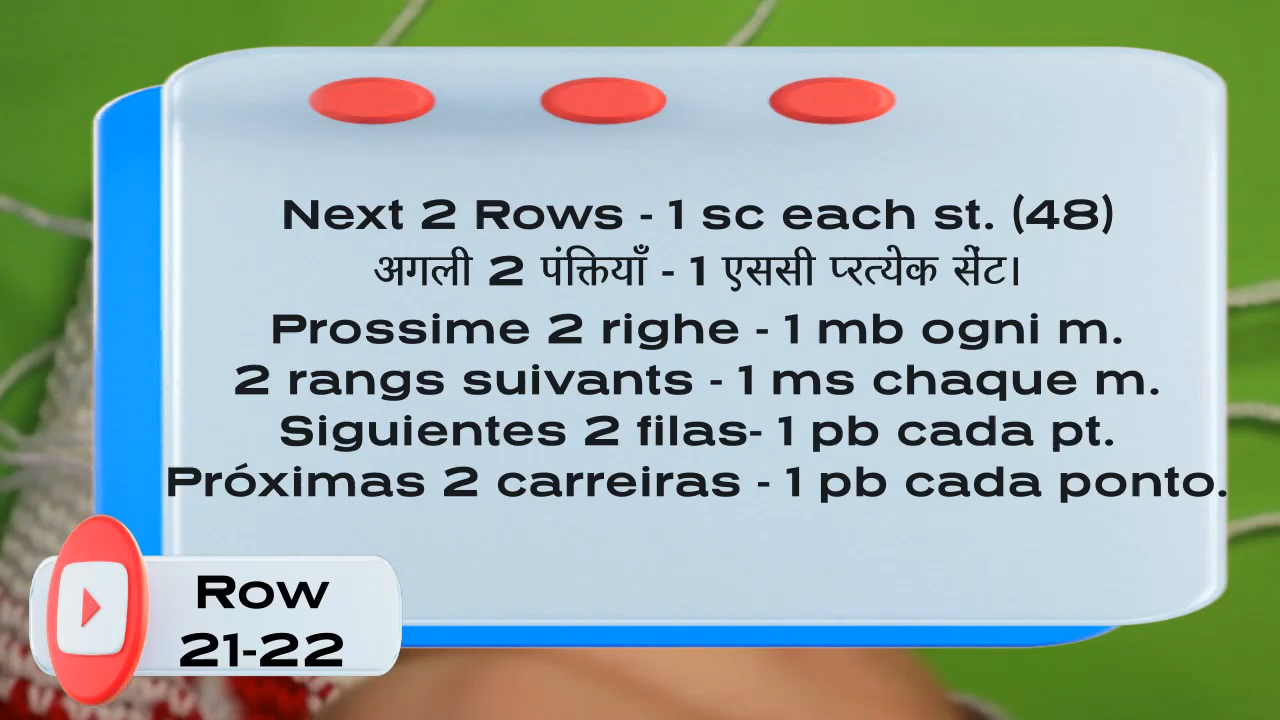 Next 2 Rows - 1 sc each st. (48)
अगली 2 पंक्तियाँ - 1 एससी प्रत्येक सेंट।
Prossime 2 righe - 1 mb ogni m.
2 rangs suivants - 1 ms chaque m.
Siguientes 2 filas- 1 pb cada pt.
Próximas 2 carreiras - 1 pb cada ponto.
Row
21-22